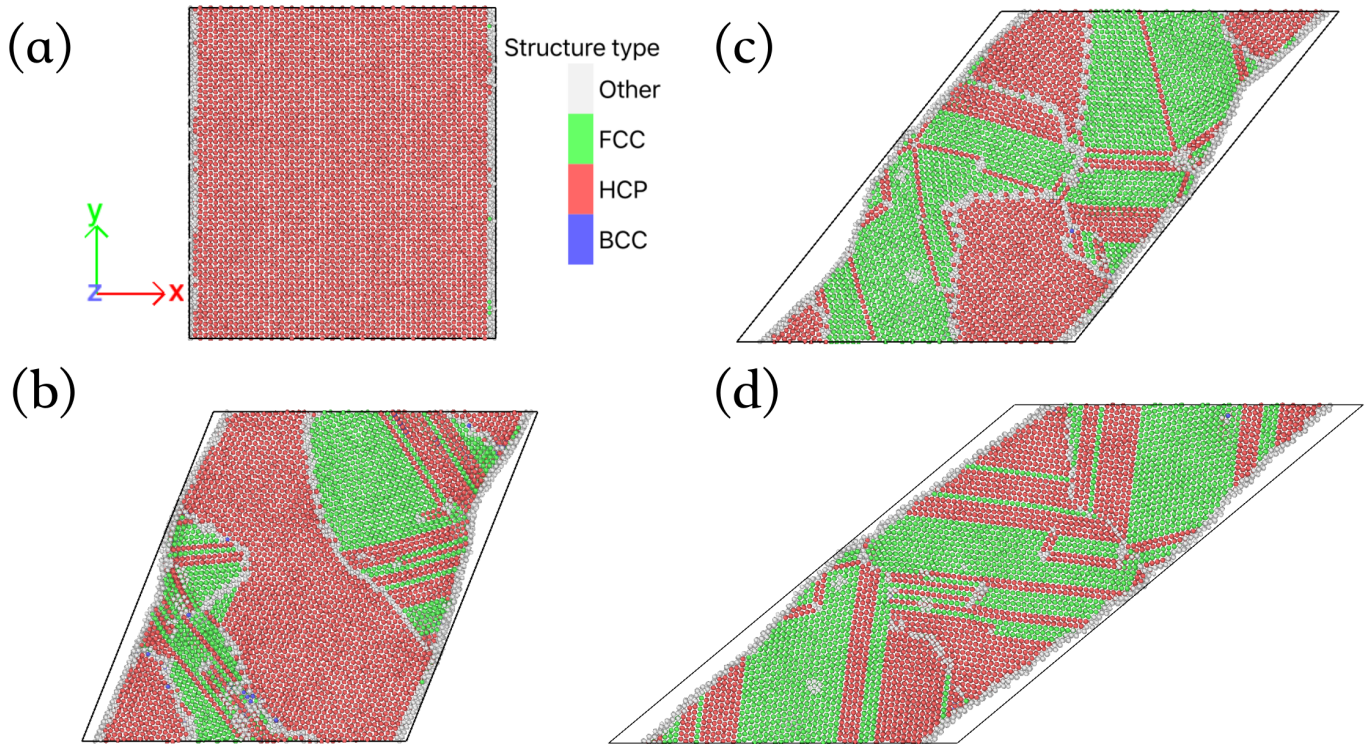 (a)
Structure type
Other
FCC
HCP
BCC
y
z
x
(b)
(c)
(d)